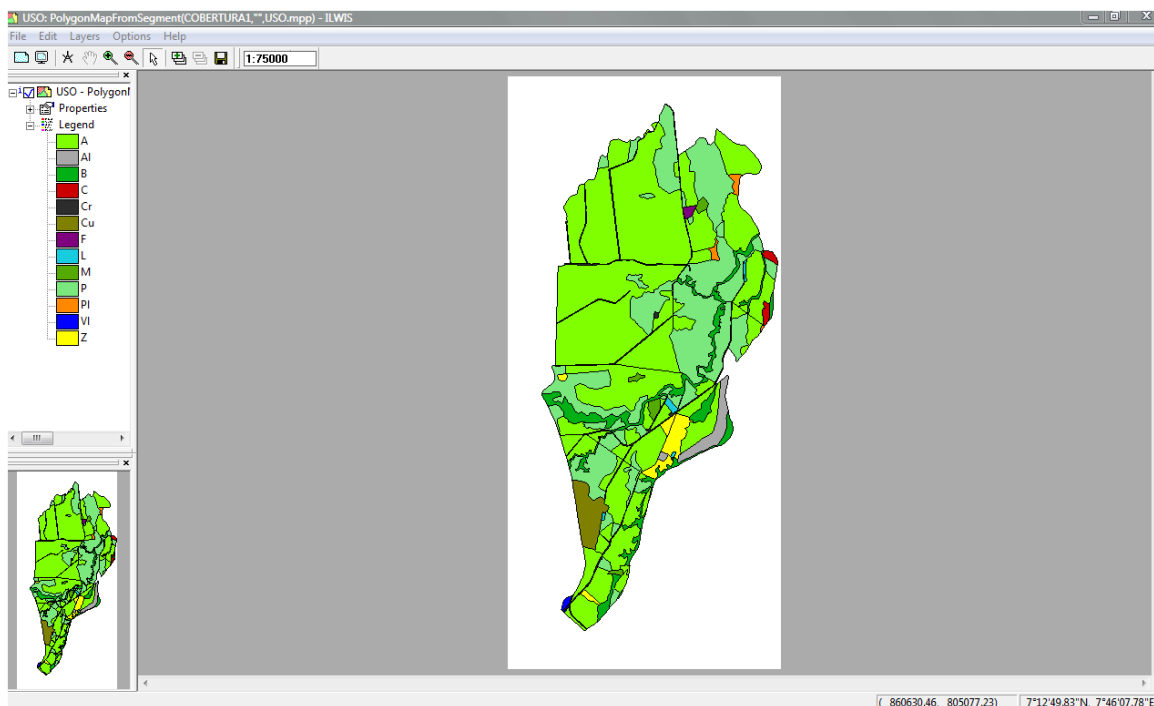 USO: PolygonMapFromSegment(COBERTURA1,"",USO.mpp) - ILWIS
File Edit Layers Options Help
1:75000
USO - Polygon
Properties
Legend
A
Al
B
C
Cr
Cu
F
L
M
P
Pl
Vl
Z
( 860630.46, 805077.23) 7°12'49.83"N, 7°46'07.78"E